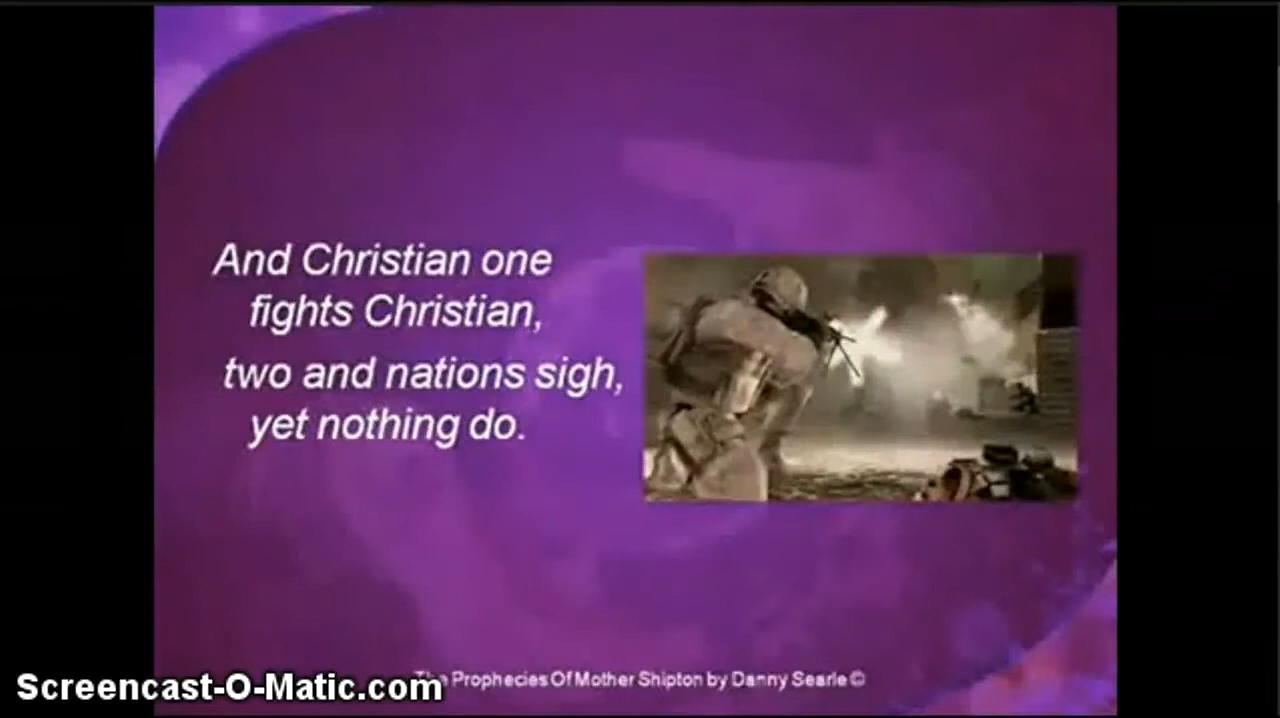 And Christian one
fights Christian,
two and nations sigh,
yet nothing do.
The Prophecies Of Mother Shipton by Danny Searle ©
Screencast-O-Matic.com